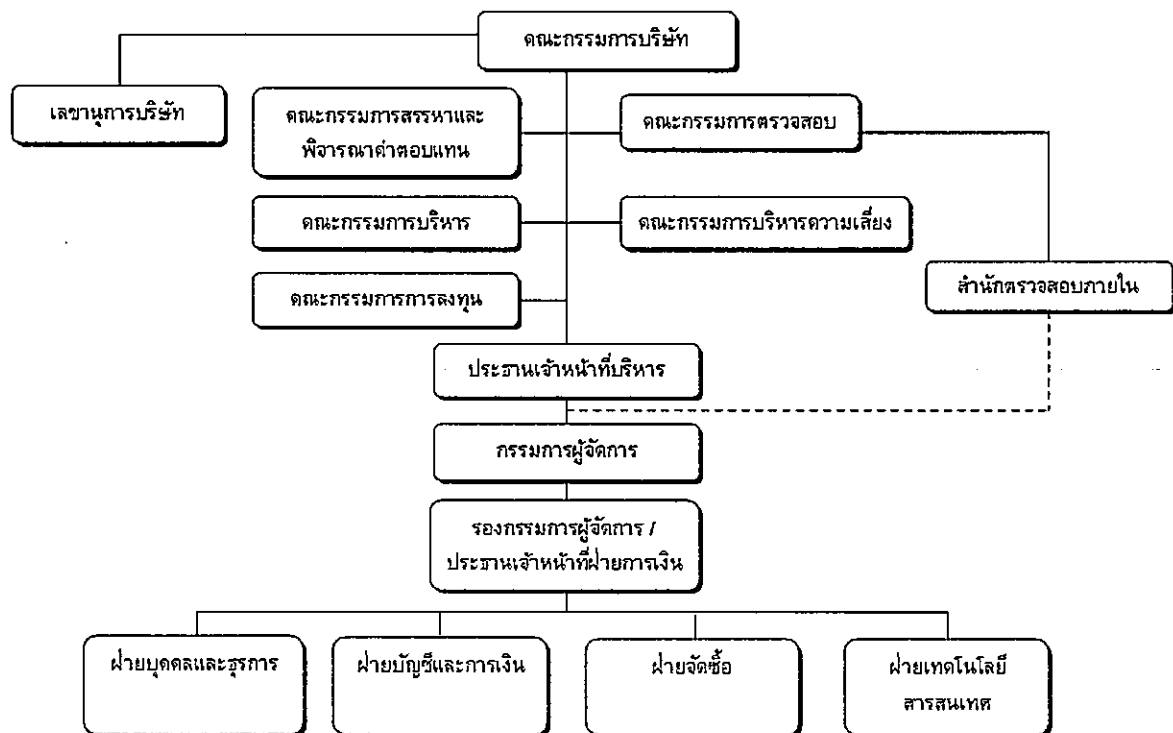 คณะกรรมการบริษัท
เลขานุการบริษัท
คณะกรรมการสรรหาและ
พิจารณาค่าตอบแทน
คณะกรรมการตรวจสอบ
คณะกรรมการบริหาร
คณะกรรมการบริหารความเสี่ยง
คณะกรรมการการลงทุน
สำนักตรวจสอบภายใน
ประธานเจ้าหน้าที่บริหาร
กรรมการผู้จัดการ
รองกรรมการผู้จัดการ /
ประธานเจ้าหน้าที่ฝ่ายการเงิน
ฝ่ายบุคคลและธุรการ
ฝ่ายบัญชีและการเงิน
ฝ่ายจัดซื้อ
ฝ่ายเทคโนโลยี
สารสนเทศ